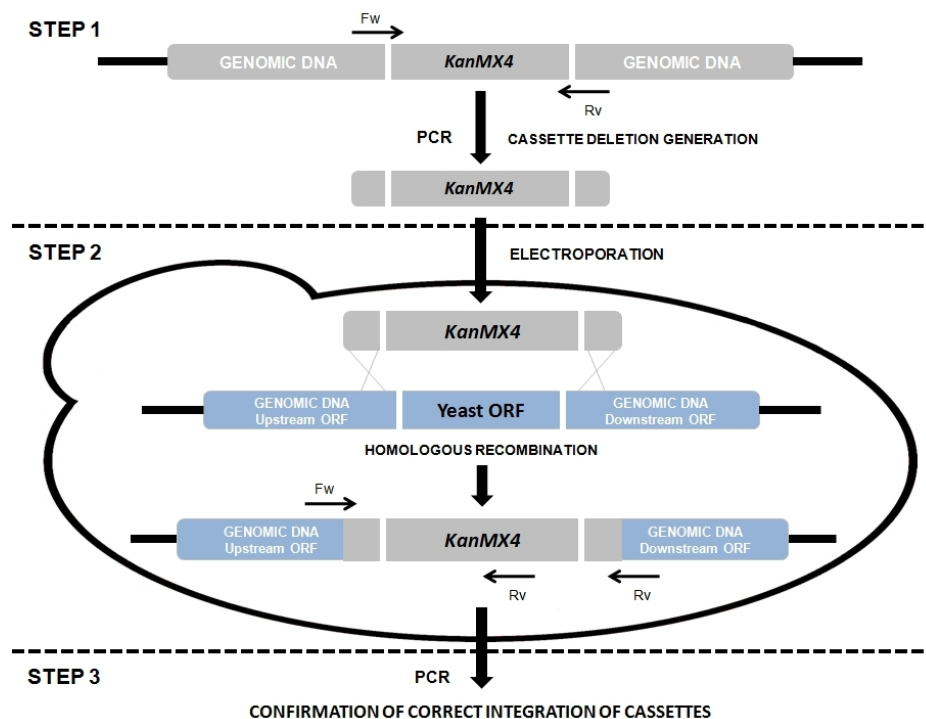 STEP 1
Fw
GENOMIC DNA KanMX4 GENOMIC DNA
Rv
PCR CASSETTE DELETION GENERATION
KanMX4
STEP 2
ELECTROPORATION
KanMX4
GENOMIC DNA
Upstream ORF
Yeast ORF
GENOMIC DNA
Downstream ORF
HOMOLOGOUS RECOMBINATION
Fw
GENOMIC DNA
Upstream ORF
KanMX4
GENOMIC DNA
Downstream ORF
Rv Rv
STEP 3
PCR
CONFIRMATION OF CORRECT INTEGRATION OF CASSETTES